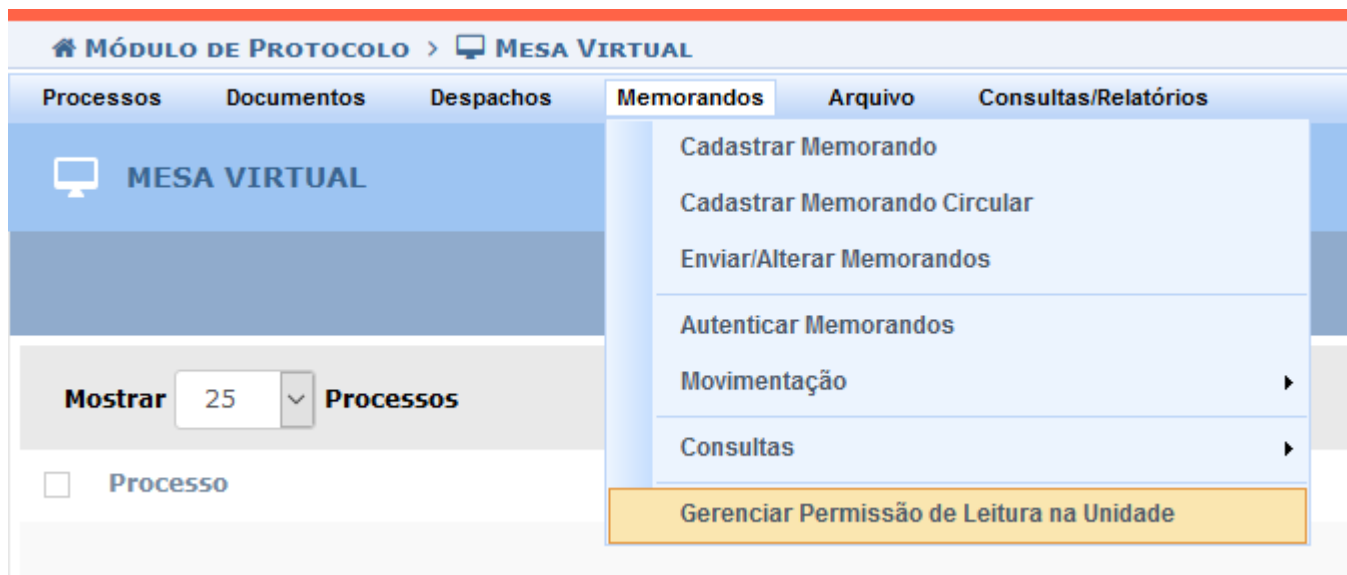 MÓDULO DE PROTOCOLO > MESA VIRTUAL
Processos Documentos Despachos Memorandos Arquivo Consultas/Relatórios
MESA VIRTUAL
Cadastrar Memorando
Cadastrar Memorando Circular
Enviar/Alterar Memorandos
Autenticar Memorandos
Movimentação
Consultas
Gerenciar Permissão de Leitura na Unidade
Mostrar 25 Processos
Processo